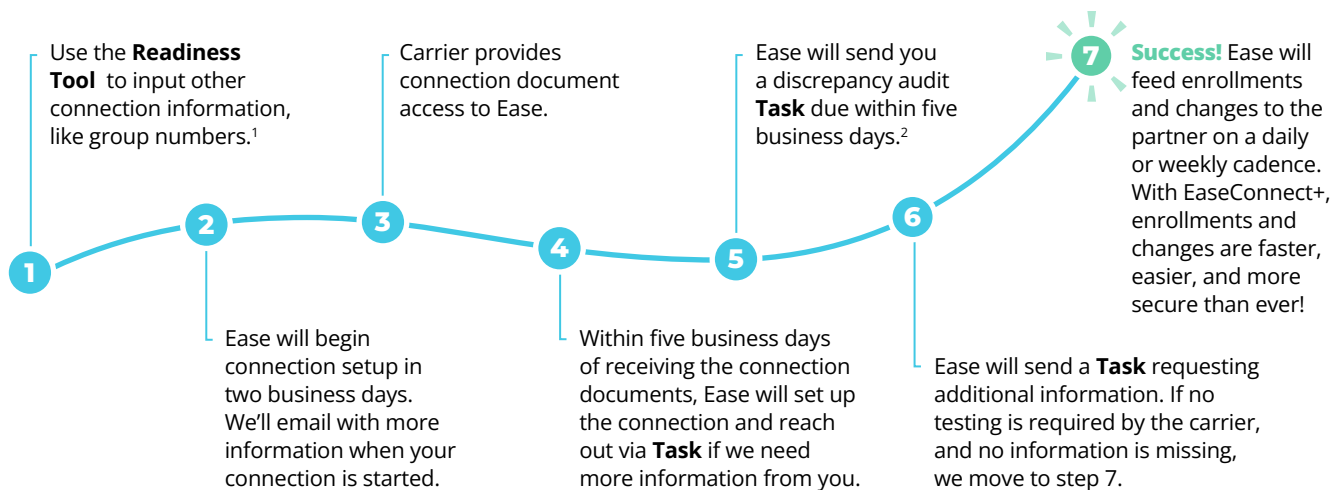 1
Use the Readiness
Tool to input other
connection information,
like group numbers.1
2
Ease will begin
connection setup in
two business days.
We’ll email with more
information when your
connection is started.
3
Carrier provides
connection document
access to Ease.
4
Within five business days
of receiving the connection
documents, Ease will set up
the connection and reach
out via Task if we need
more information from you.
5
Ease will send you
a discrepancy audit
Task due within five
business days.2
6
Ease will send a Task requesting
additional information. If no
testing is required by the carrier,
and no information is missing,
we move to step 7.
7
Success! Ease will
feed enrollments
and changes to the
partner on a daily
or weekly cadence.
With EaseConnect+,
enrollments and
changes are faster,
easier, and more
secure than ever!